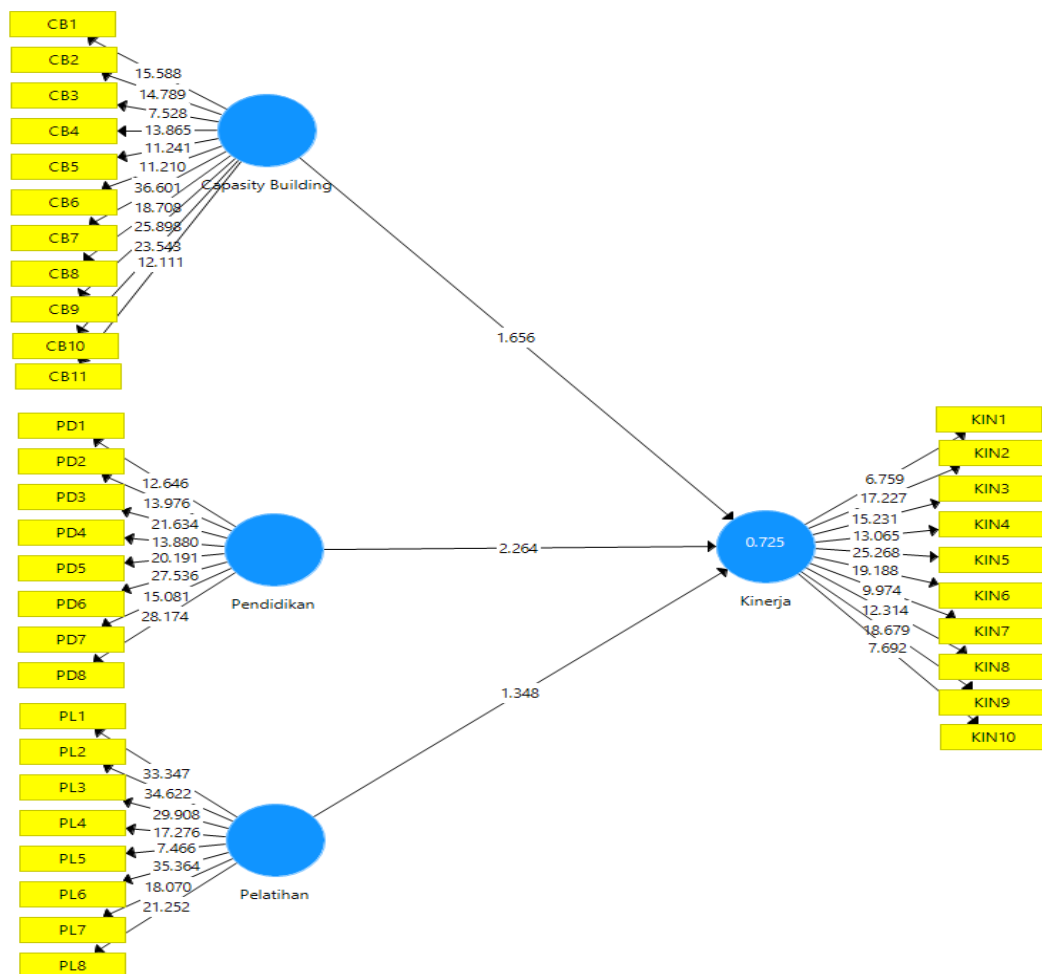 CB1
CB2
CB3
CB4
CB5
CB6
CB7
CB8
CB9
CB10
CB11
15.588
14.789
7.528
13.865
11.241
11.210
36.601
18.708
25.898
23.543
12.111
Capasity Building
1.656
PD1
PD2
PD3
PD4
PD5
PD6
PD7
PD8
12.646
13.976
21.634
13.880
20.191
27.536
15.081
28.174
Pendidikan
2.264
PL1
PL2
PL3
PL4
PL5
PL6
PL7
PL8
33.347
34.622
29.908
17.276
7.466
35.364
18.070
21.252
Pelatihan
1.348
0.725
Kinerja
6.759
17.227
15.231
13.065
25.268
19.188
9.974
12.314
18.679
7.692
KIN1
KIN2
KIN3
KIN4
KIN5
KIN6
KIN7
KIN8
KIN9
KIN10